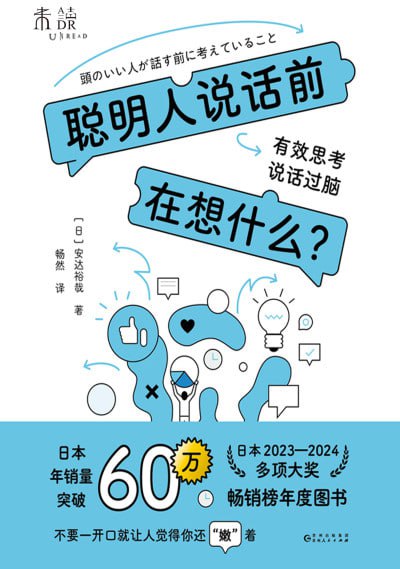 未讀
UNREAD
頭のいい人が話す前に考えていること
聪明人说话前
有效思考
说话过脑
在想什么?
[日] 安达裕哉 著
畅然 译
日本
年销量
突破
60万
日本 2023—2024
多项大奖
畅销榜年度图书
不要一开口就让人觉得你还“嫩”着